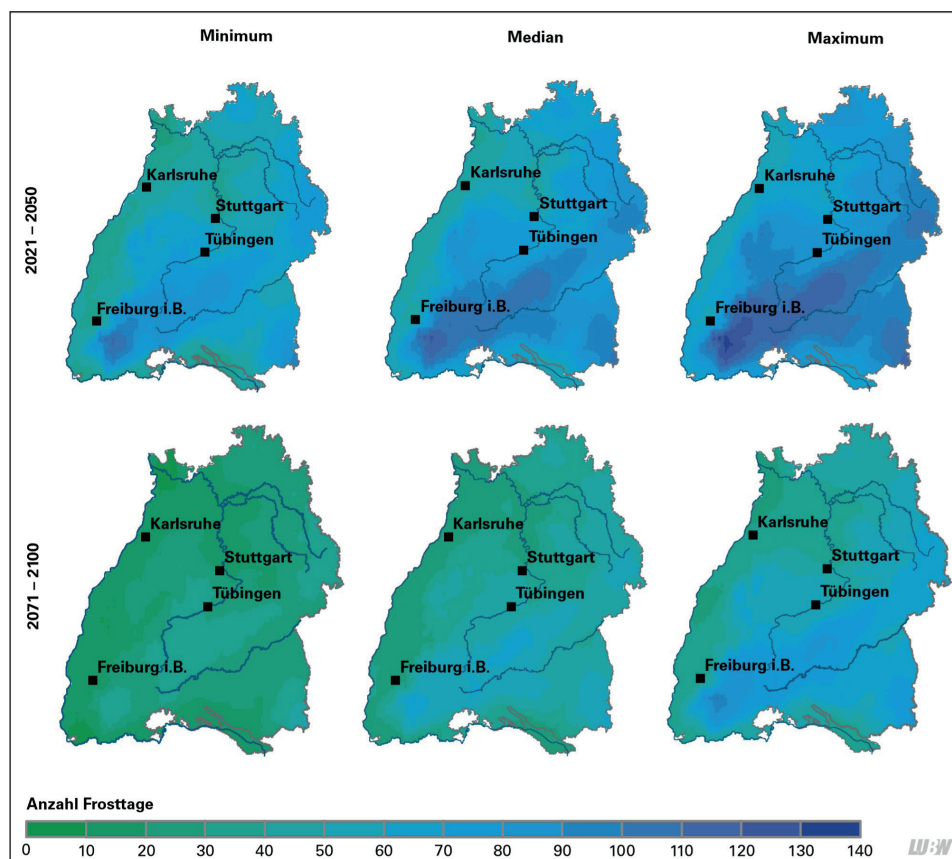 Minimum Median Maximum
2021 – 2050
Karlsruhe
Stuttgart
Tübingen
Freiburg i.B.
Karlsruhe
Stuttgart
Tübingen
Freiburg i.B.
Karlsruhe
Stuttgart
Tübingen
Freiburg i.B.
2071 – 2100
Karlsruhe
Stuttgart
Tübingen
Freiburg i.B.
Karlsruhe
Stuttgart
Tübingen
Freiburg i.B.
Karlsruhe
Stuttgart
Tübingen
Freiburg i.B.
Anzahl Frosttage
0 10 20 30 40 50 60 70 80 90 100 110 120 130 140
LUBW